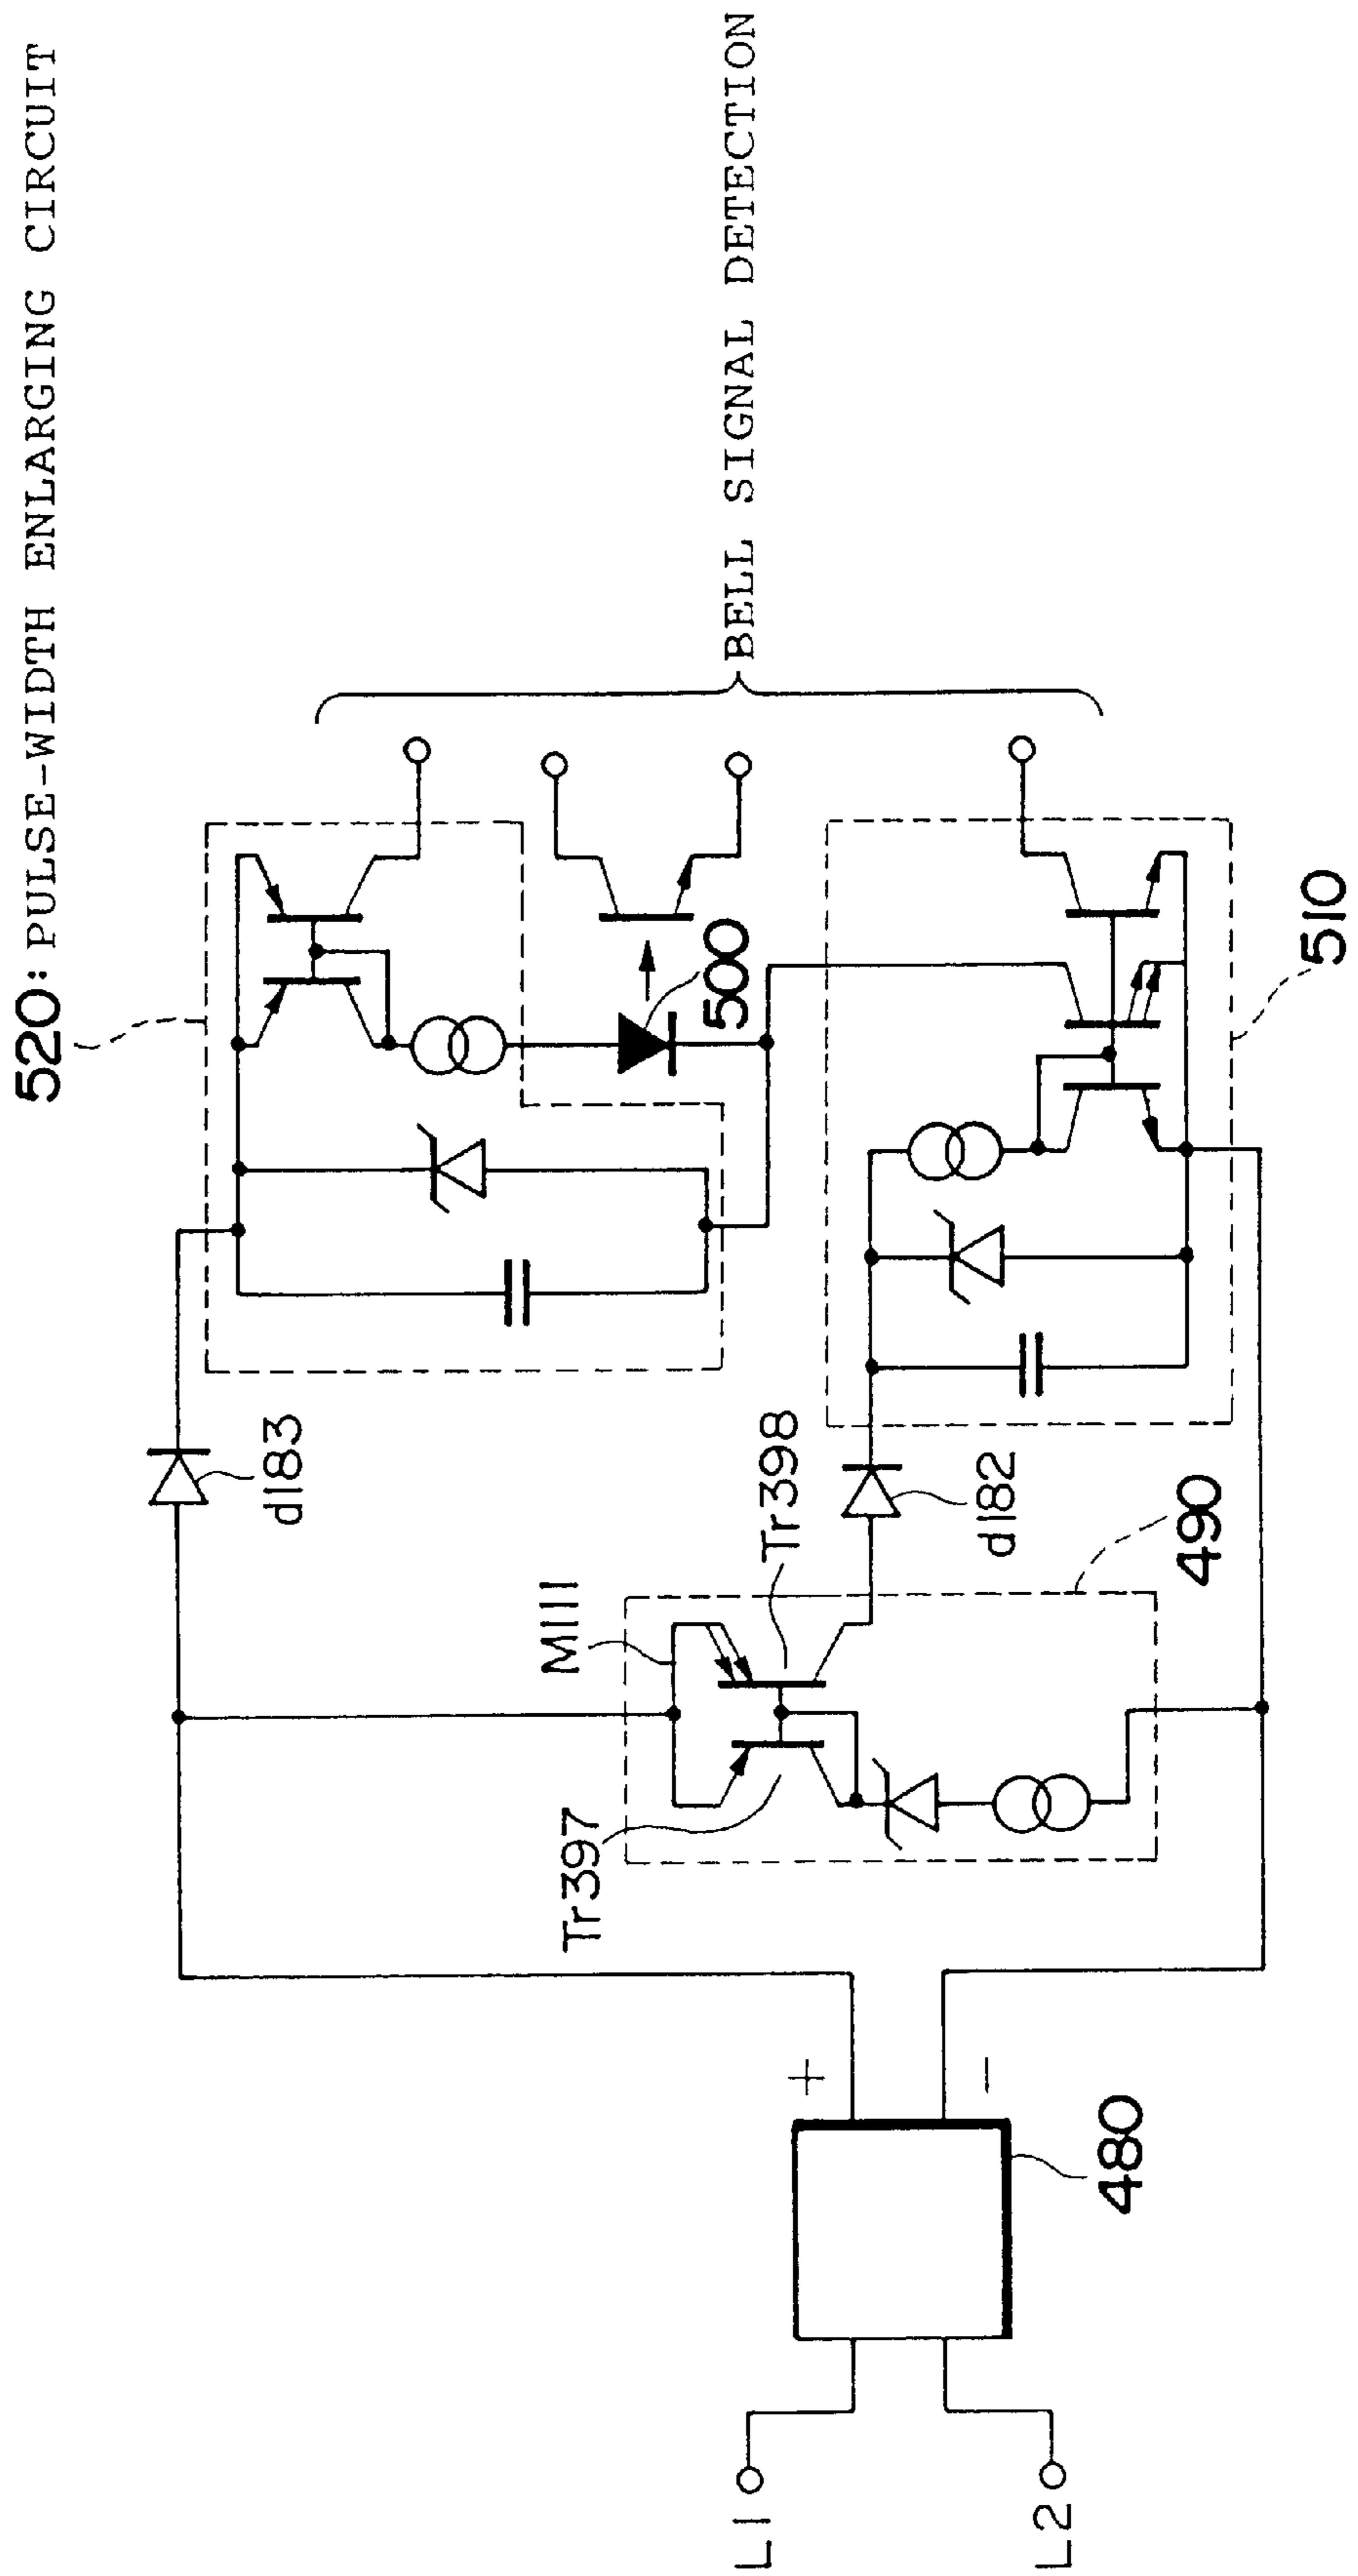 520: PULSE-WIDTH ENLARGING CIRCUIT
d183
M111
Tr397
Tr398
d182
490
500
510
BELL SIGNAL DETECTION
+
−
480
L1
L2